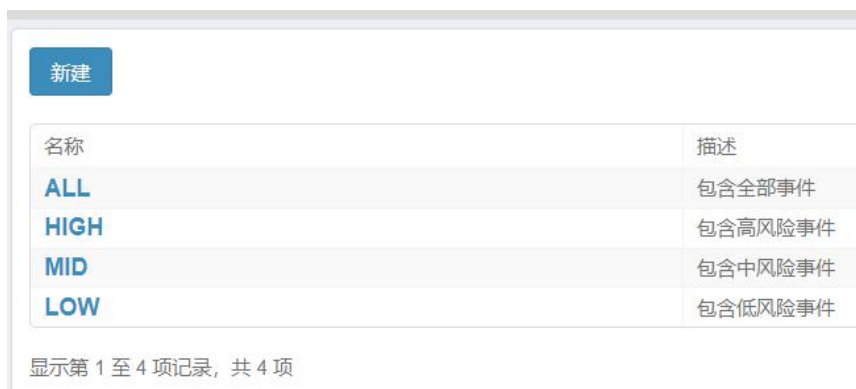 新建
名称 描述
ALL 包含全部事件
HIGH 包含高风险事件
MID 包含中风险事件
LOW 包含低风险事件
显示第 1 至 4 项记录，共 4 项